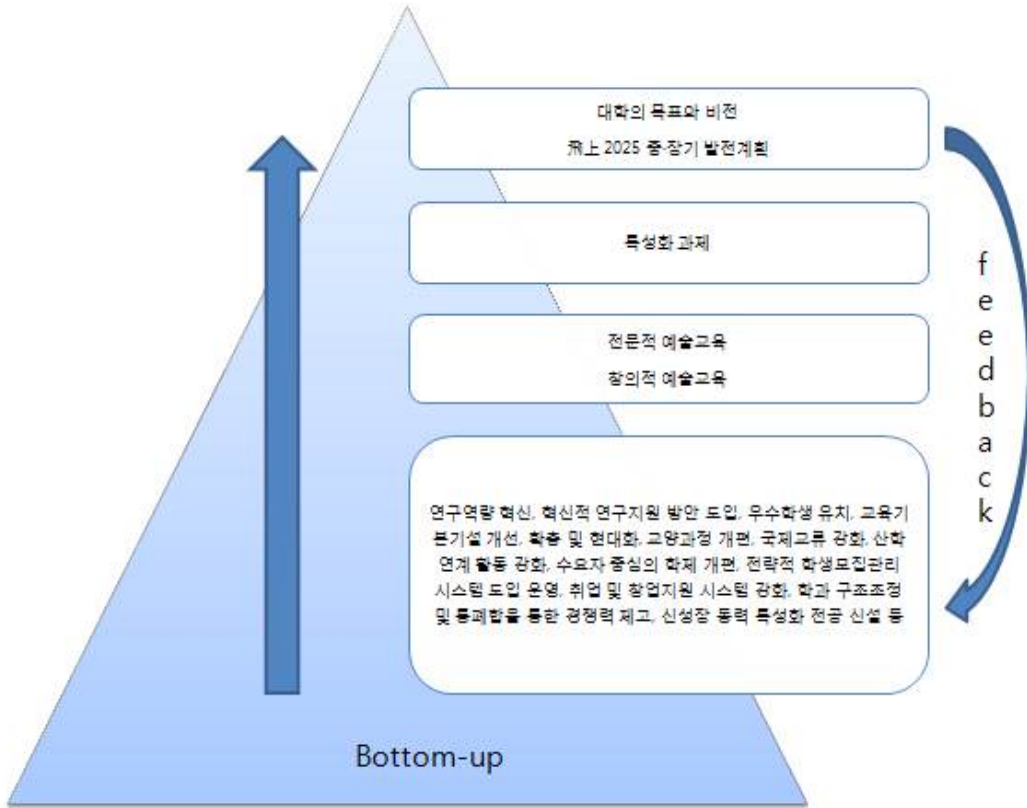 대학의 목표와 비전
飛上 2025 중·장기 발전계획
특성화 과제
전문적 예술교육
창의적 예술교육
연구역량 혁신, 혁신적 연구지원 방안 도입, 우수학생 유치, 교육기
본기설 개선, 확충 및 현대화, 교양과정 개편, 국제교류 강화, 산학
연계 활동 강화, 수요자 중심의 학제 개편, 전략적 학생모집관리
시스템 도입 운영, 취업 및 창업지원 시스템 강화, 학과 구조조정
및 통폐합을 통한 경쟁력 제고, 신성장 동력 특성화 전공 신설 등
feedback
Bottom-up